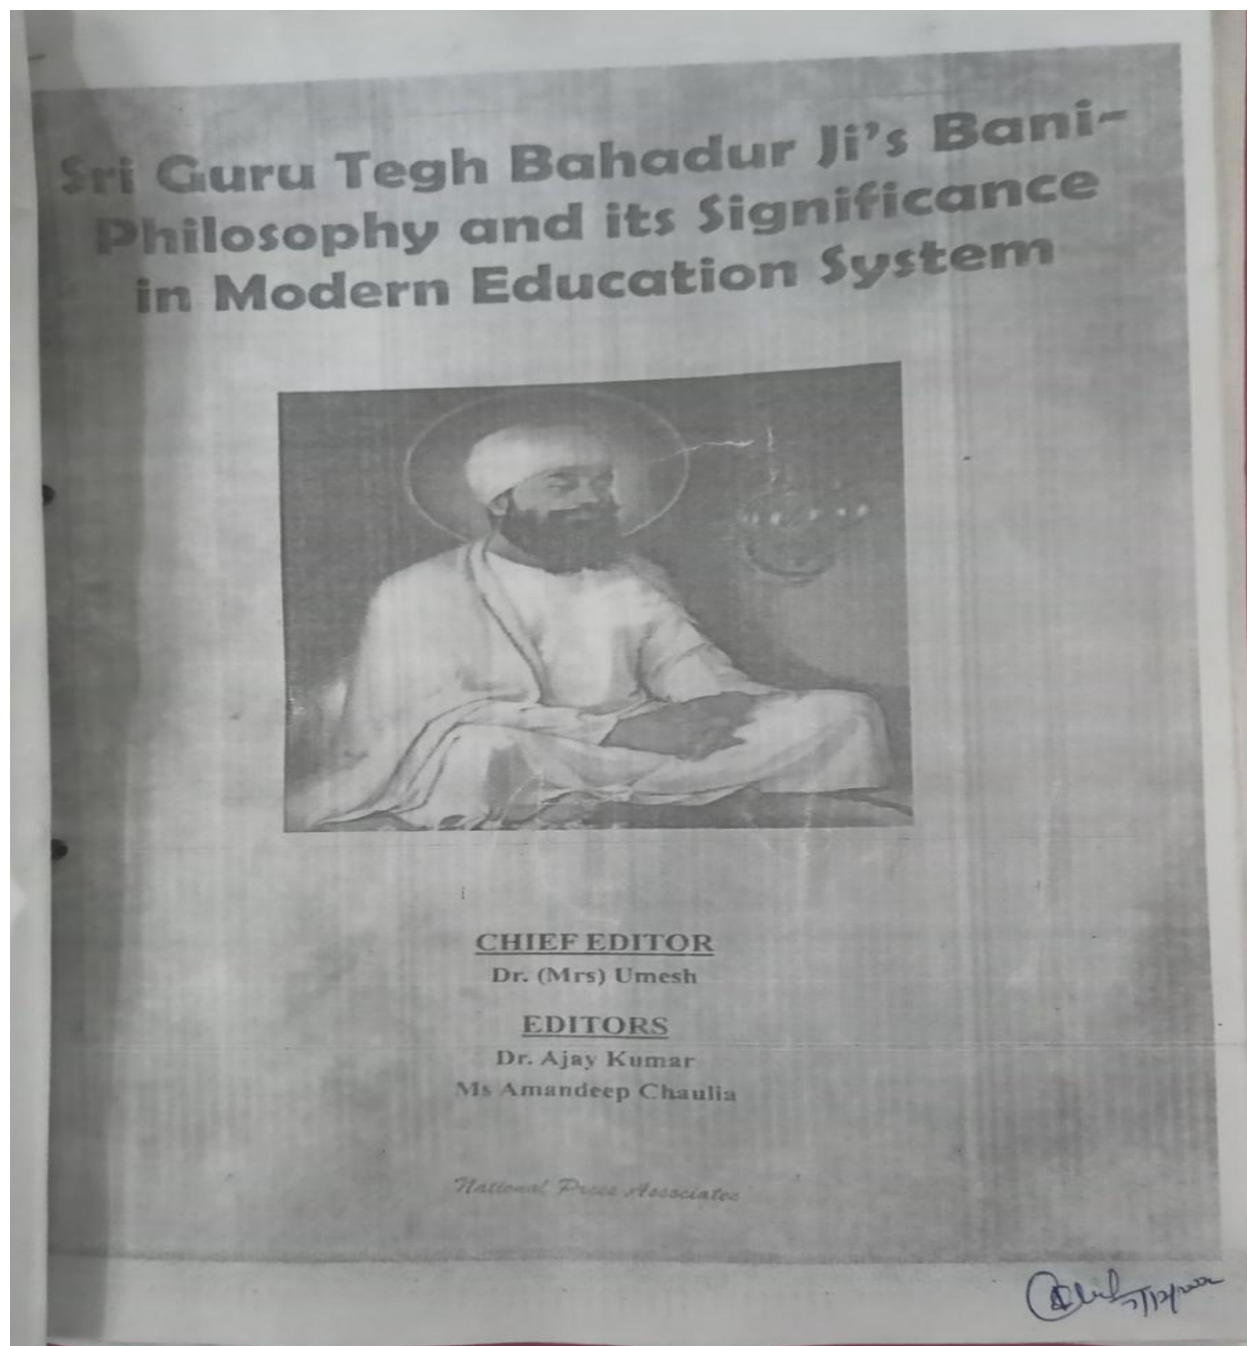 Sri Guru Tegh Bahadur Ji's Bani-
Philosophy and its Significance
in Modern Education System
CHIEF EDITOR
Dr. (Mrs) Umesh
EDITORS
Dr. Ajay Kumar
Ms Amandeep Chaulia
National Press Associates